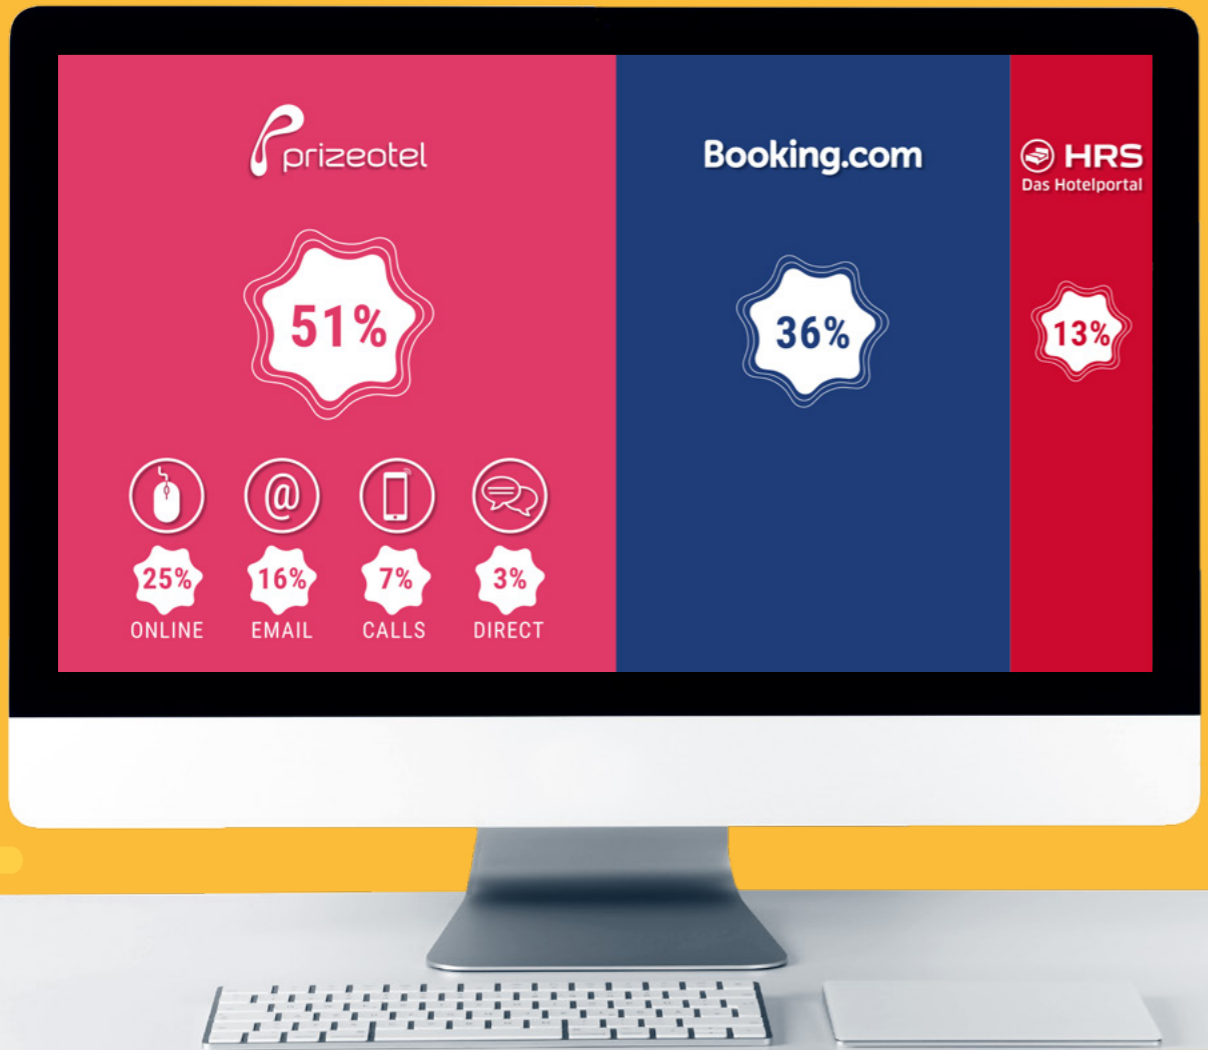 prizeotel
51%
25%
16%
7%
3%
ONLINE
EMAIL
CALLS
DIRECT
@
Booking.com
36%
HRS
Das Hotelportal
13%